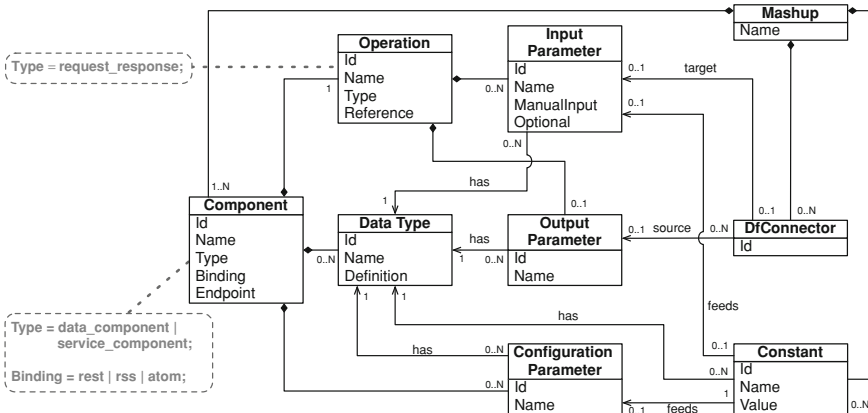 Mashup
Name
Operation
Id
Name
Type
Reference
Input
Parameter
Id
Name
ManualInput
Optional
Type = request_response;
1
0..N
0..1
target
0..1
0..N
has
1..N
1
0..1
Component
Id
Name
Type
Binding
Endpoint
Data Type
Id
Name
Definition
0..N
has
1
0..N
Output
Parameter
Id
Name
0..1
source
0..N
0..1
0..N
DfConnector
Id
1
1
has
feeds
Type = data_component |
service_component;
Binding = rest | rss | atom;
has
0..N
Configuration
Parameter
Id
Name
0..1
feeds
0..1
0..N
1
Constant
Id
Name
Value
0..N